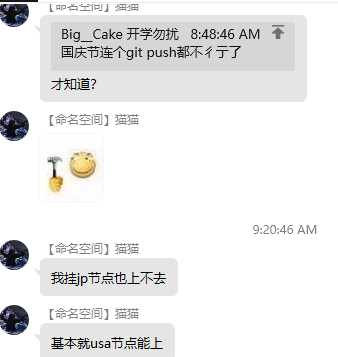 【命名空间】猫猫
Big__Cake 开学勿扰 8:48:46 AM
国庆节连个git push都不彳亍了
才知道?
【命名空间】猫猫
9:20:46 AM
【命名空间】猫猫
我挂jp节点也上不去
【命名空间】猫猫
基本就usa节点能上